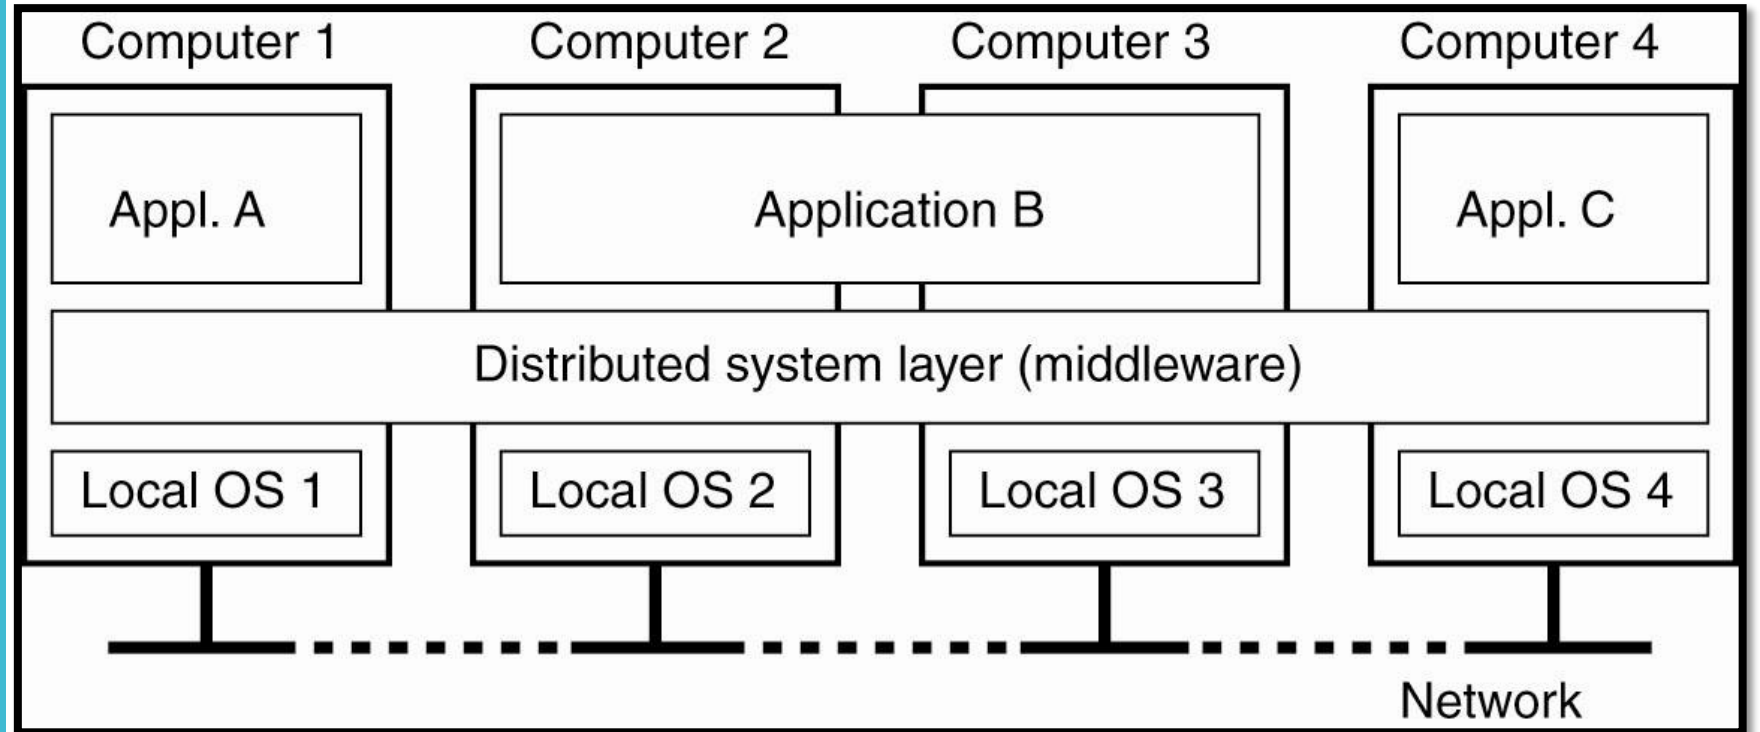 Computer 1 Computer 2 Computer 3 Computer 4
Appl. A Application B Appl. C
Distributed system layer (middleware)
Local OS 1 Local OS 2 Local OS 3 Local OS 4
Network